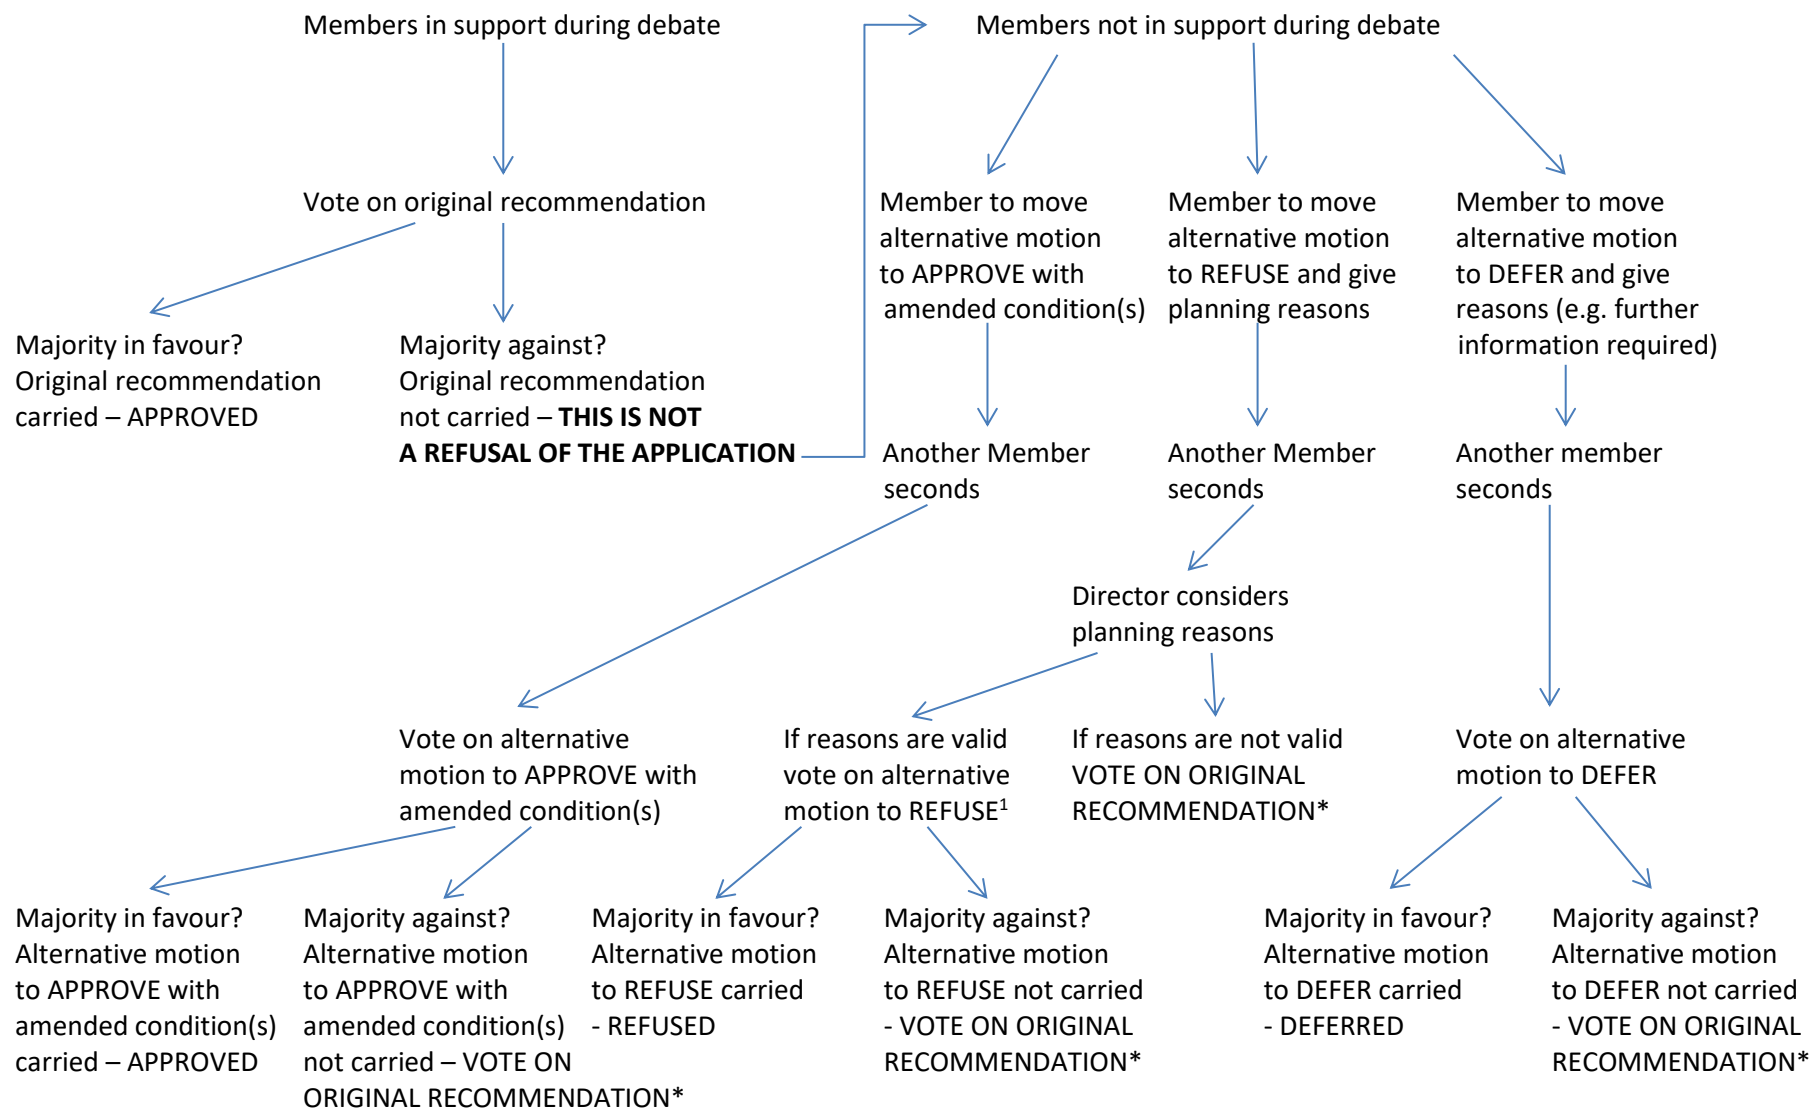 Members in support during debate
Members not in support during debate
Vote on original recommendation
Member to move
alternative motion
to APPROVE with
amended condition(s)
Member to move
alternative motion
to REFUSE and give
planning reasons
Member to move
alternative motion
to DEFER and give
reasons (e.g. further
information required)
Majority in favour?
Original recommendation
carried – APPROVED
Majority against?
Original recommendation
not carried – THIS IS NOT
A REFUSAL OF THE APPLICATION
Another Member
seconds
Another Member
seconds
Another member
seconds
Director considers
planning reasons
Vote on alternative
motion to APPROVE with
amended condition(s)
If reasons are valid
vote on alternative
motion to REFUSE¹
If reasons are not valid
VOTE ON ORIGINAL
RECOMMENDATION*
Vote on alternative
motion to DEFER
Majority in favour?
Alternative motion
to APPROVE with
amended condition(s)
carried – APPROVED
Majority against?
Alternative motion
to APPROVE with
amended condition(s)
not carried – VOTE ON
ORIGINAL RECOMMENDATION*
Majority in favour?
Alternative motion
to REFUSE carried
- REFUSED
Majority against?
Alternative motion
to REFUSE not carried
- VOTE ON ORIGINAL
RECOMMENDATION*
Majority in favour?
Alternative motion
to DEFER carried
- DEFERRED
Majority against?
Alternative motion
to DEFER not carried
- VOTE ON ORIGINAL
RECOMMENDATION*